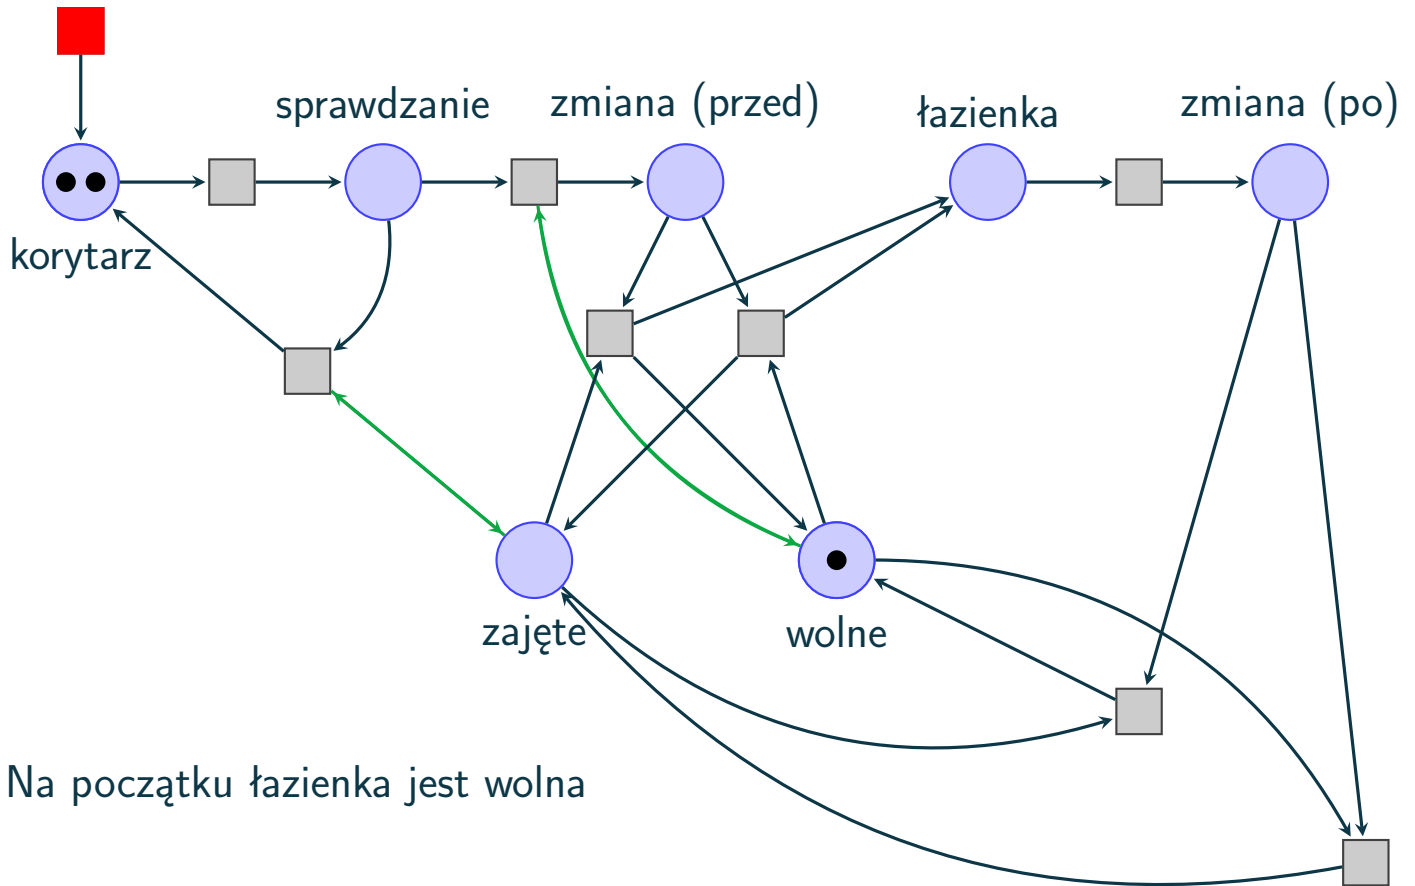 sprawdzanie
zmiana (przed)
łazienka
zmiana (po)
korytarz
zajęte
wolne
Na początku łazienka jest wolna